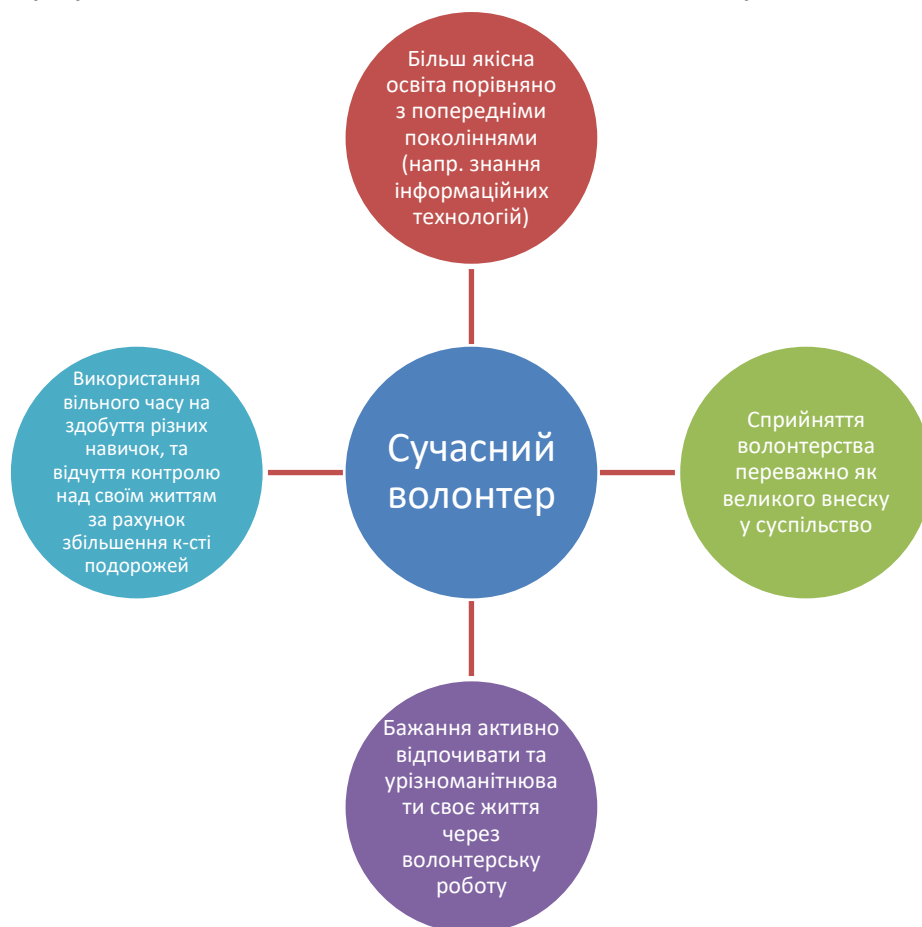 Більш якісна
освіта порівняно
з попередніми
поколіннями
(напр. знання
інформаційних
технологій)
Використання
вільного часу на
здобуття різних
навичок, та
відчуття контролю
над своїм життям
за рахунок
збільшення к-сті
подорожей
Сучасний
волонтер
Сприйняття
волонтерства
переважно як
великого внеску
у суспільство
Бажання активно
відпочивати та
урізноманітнюва
ти своє життя
через
волонтерську
роботу